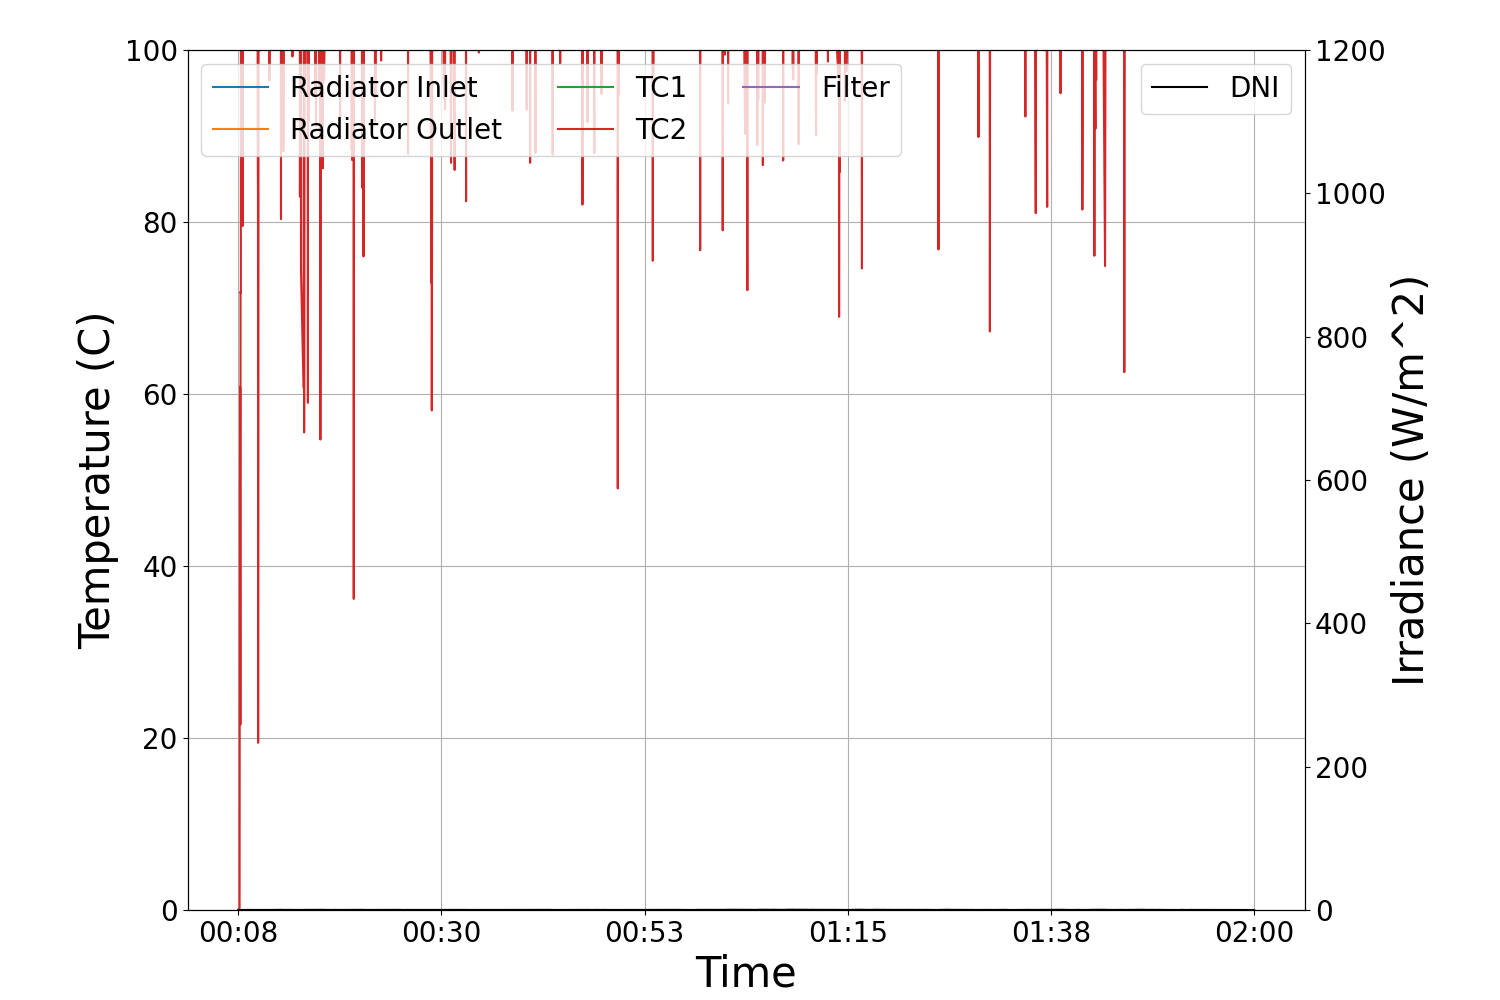 100
80
60
40
20
0
Temperature (C)
Radiator Inlet
Radiator Outlet
TC1
TC2
Filter
DNI
1200
1000
800
600
400
200
0
Irradiance (W/m^2)
00:08 00:30 00:53 01:15 01:38 02:00
Time